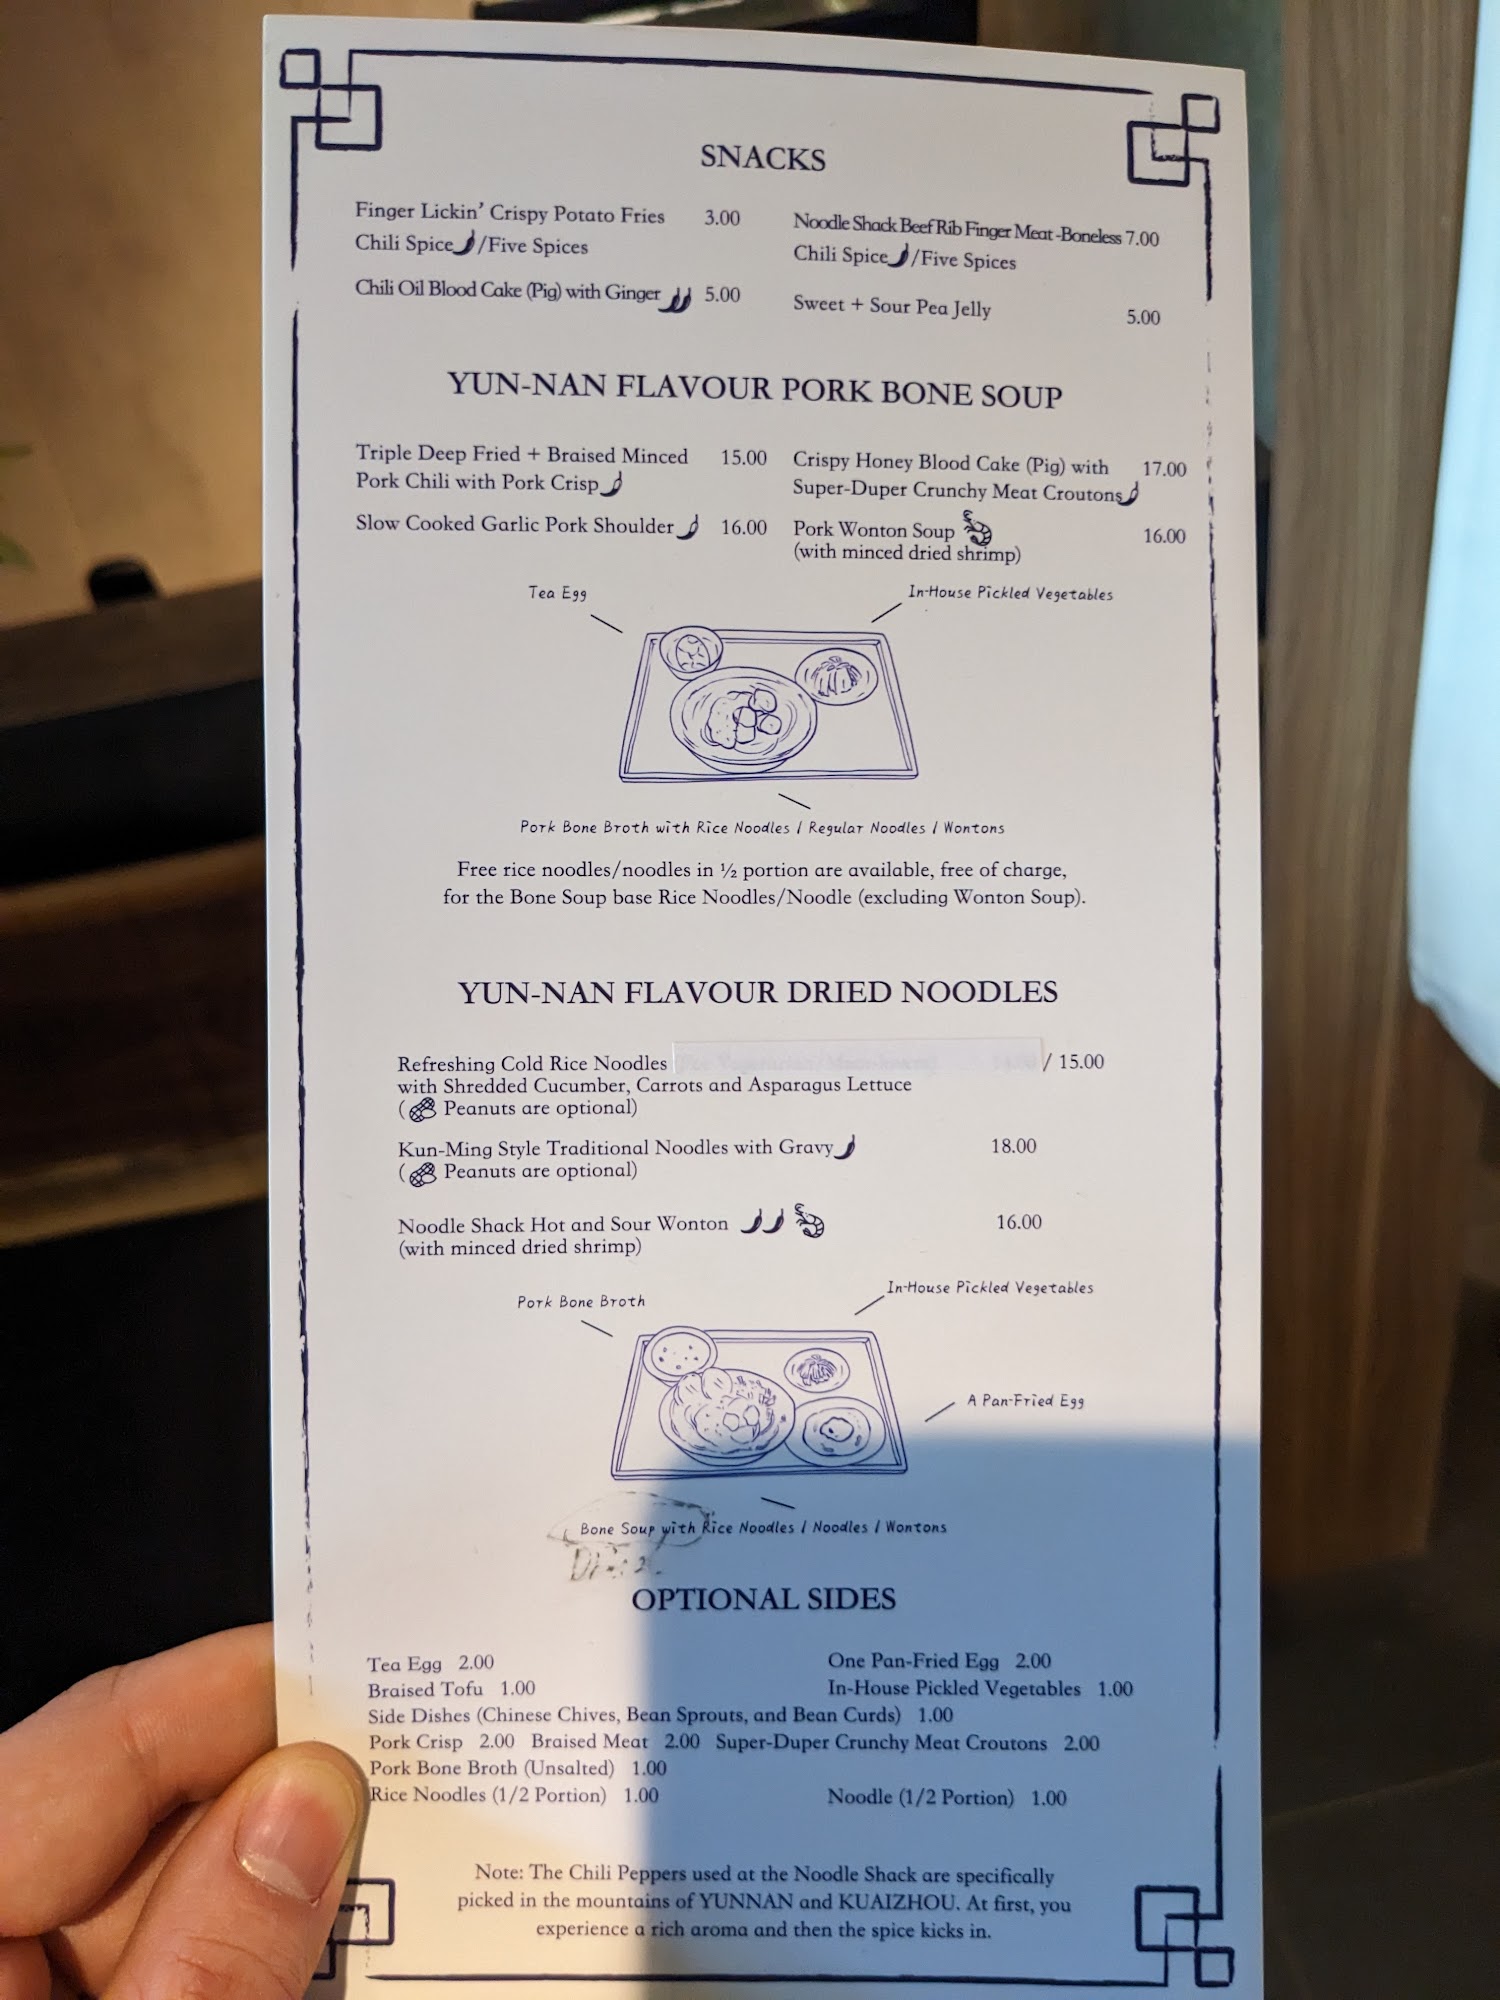 SNACKS
Finger Lickin' Crispy Potato Fries 3.00
Chili Spice/Five Spices
Chili Oil Blood Cake (Pig) with Ginger 5.00
Noodle Shack Beef Rib Finger Meat -Boneless 7.00
Chili Spice/Five Spices
Sweet + Sour Pea Jelly 5.00
YUN-NAN FLAVOUR PORK BONE SOUP
Triple Deep Fried + Braised Minced 15.00
Pork Chili with Pork Crisp
Slow Cooked Garlic Pork Shoulder 16.00
Crispy Honey Blood Cake (Pig) with 17.00
Super-Duper Crunchy Meat Croutons
Pork Wonton Soup 16.00
(with minced dried shrimp)
Tea Egg
In-House Pickled Vegetables
Pork Bone Broth with Rice Noodles / Regular Noodles / Wontons
Free rice noodles/noodles in ½ portion are available, free of charge,
for the Bone Soup base Rice Noodles/Noodle (excluding Wonton Soup).
YUN-NAN FLAVOUR DRIED NOODLES
Refreshing Cold Rice Noodles / 15.00
with Shredded Cucumber, Carrots and Asparagus Lettuce
( Peanuts are optional)
Kun-Ming Style Traditional Noodles with Gravy 18.00
( Peanuts are optional)
Noodle Shack Hot and Sour Wonton 16.00
(with minced dried shrimp)
Pork Bone Broth
In-House Pickled Vegetables
A Pan-Fried Egg
Bone Soup with Rice Noodles / Noodles / Wontons
OPTIONAL SIDES
Tea Egg 2.00 One Pan-Fried Egg 2.00
Braised Tofu 1.00 In-House Pickled Vegetables 1.00
Side Dishes (Chinese Chives, Bean Sprouts, and Bean Curds) 1.00
Pork Crisp 2.00 Braised Meat 2.00 Super-Duper Crunchy Meat Croutons 2.00
Pork Bone Broth (Unsalted) 1.00
Rice Noodles (1/2 Portion) 1.00 Noodle (1/2 Portion) 1.00
Note: The Chili Peppers used at the Noodle Shack are specifically
picked in the mountains of YUNNAN and KUAIZHOU. At first, you
experience a rich aroma and then the spice kicks in.